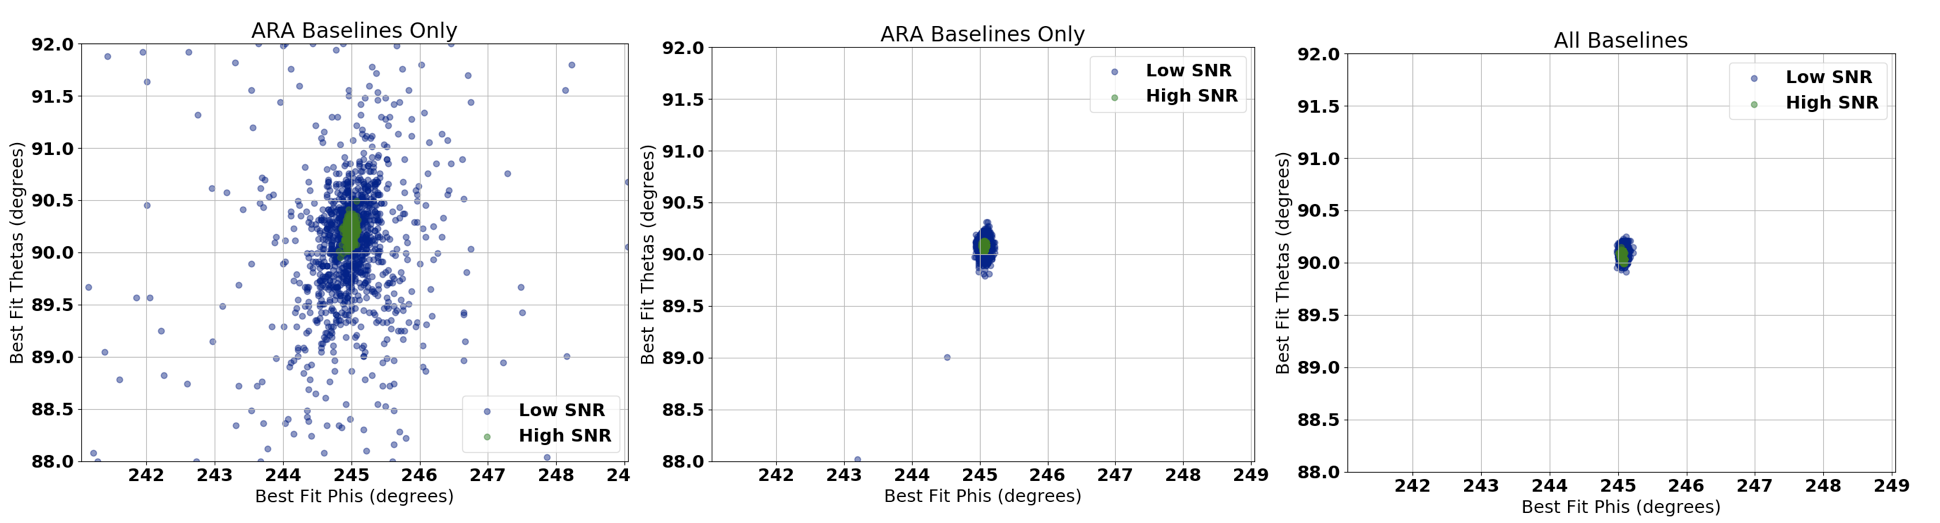 ARA Baselines Only
92.0
91.5
91.0
90.5
90.0
89.5
89.0
88.5
88.0
Best Fit Thetas (degrees)
Low SNR
High SNR
242 243 244 245 246 247 248 24
Best Fit Phis (degrees)
ARA Baselines Only
92.0
91.5
91.0
90.5
90.0
89.5
89.0
88.5
88.0
Best Fit Thetas (degrees)
Low SNR
High SNR
242 243 244 245 246 247 248 249
Best Fit Phis (degrees)
All Baselines
92.0
91.5
91.0
90.5
90.0
89.5
89.0
88.5
88.0
Best Fit Thetas (degrees)
Low SNR
High SNR
242 243 244 245 246 247 248 249
Best Fit Phis (degrees)